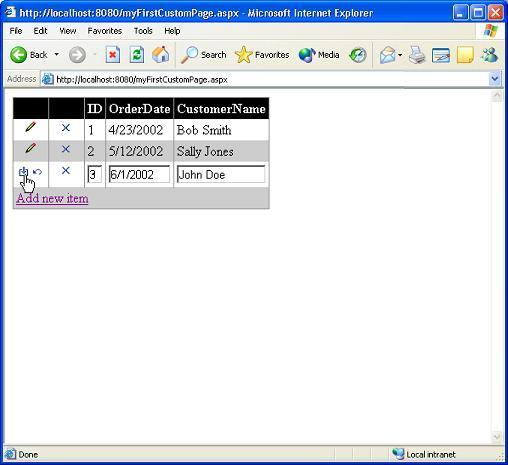 http://localhost:8080/myFirstCustomPage.aspx - Microsoft Internet Explorer
File Edit View Favorites Tools Help
Back Search Favorites Media
Address http://localhost:8080/myFirstCustomPage.aspx
ID OrderDate CustomerName
1 4/23/2002 Bob Smith
2 5/12/2002 Sally Jones
3 6/1/2002 John Doe
Add new item
Done Local intranet